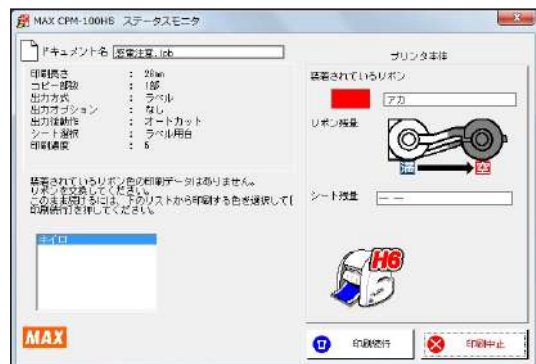 MAX CPM-100H6 ステータスモニタ
ドキュメント名 感電注意.lpb
印刷長さ : 28mm
コピー部数 : 1部
出力方式 : ラベル
出力オプション : なし
出力後動作 : オートカット
シート選択 : ラベル用白
印刷濃度 : 5
装着されているリボン色の印刷データはありません。
リボンを交換してください。
このまま続けるには、下のリストから印刷する色を選択して[
印刷続行]を押してください。
キイロ
MAX
プリンタ本体
装着されているリボン
アカ
リボン残量
満
空
シート残量
— —
H6
印刷続行
印刷中止